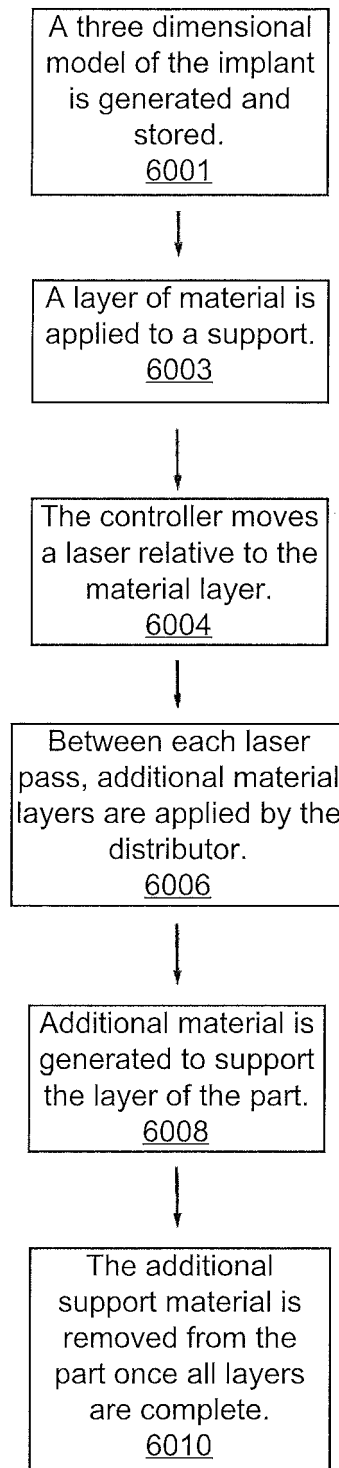 A three dimensional
model of the implant
is generated and
stored.
6001
A layer of material is
applied to a support.
6003
The controller moves
a laser relative to the
material layer.
6004
Between each laser
pass, additional material
layers are applied by the
distributor.
6006
Additional material is
generated to support
the layer of the part.
6008
The additional
support material is
removed from the
part once all layers
are complete.
6010